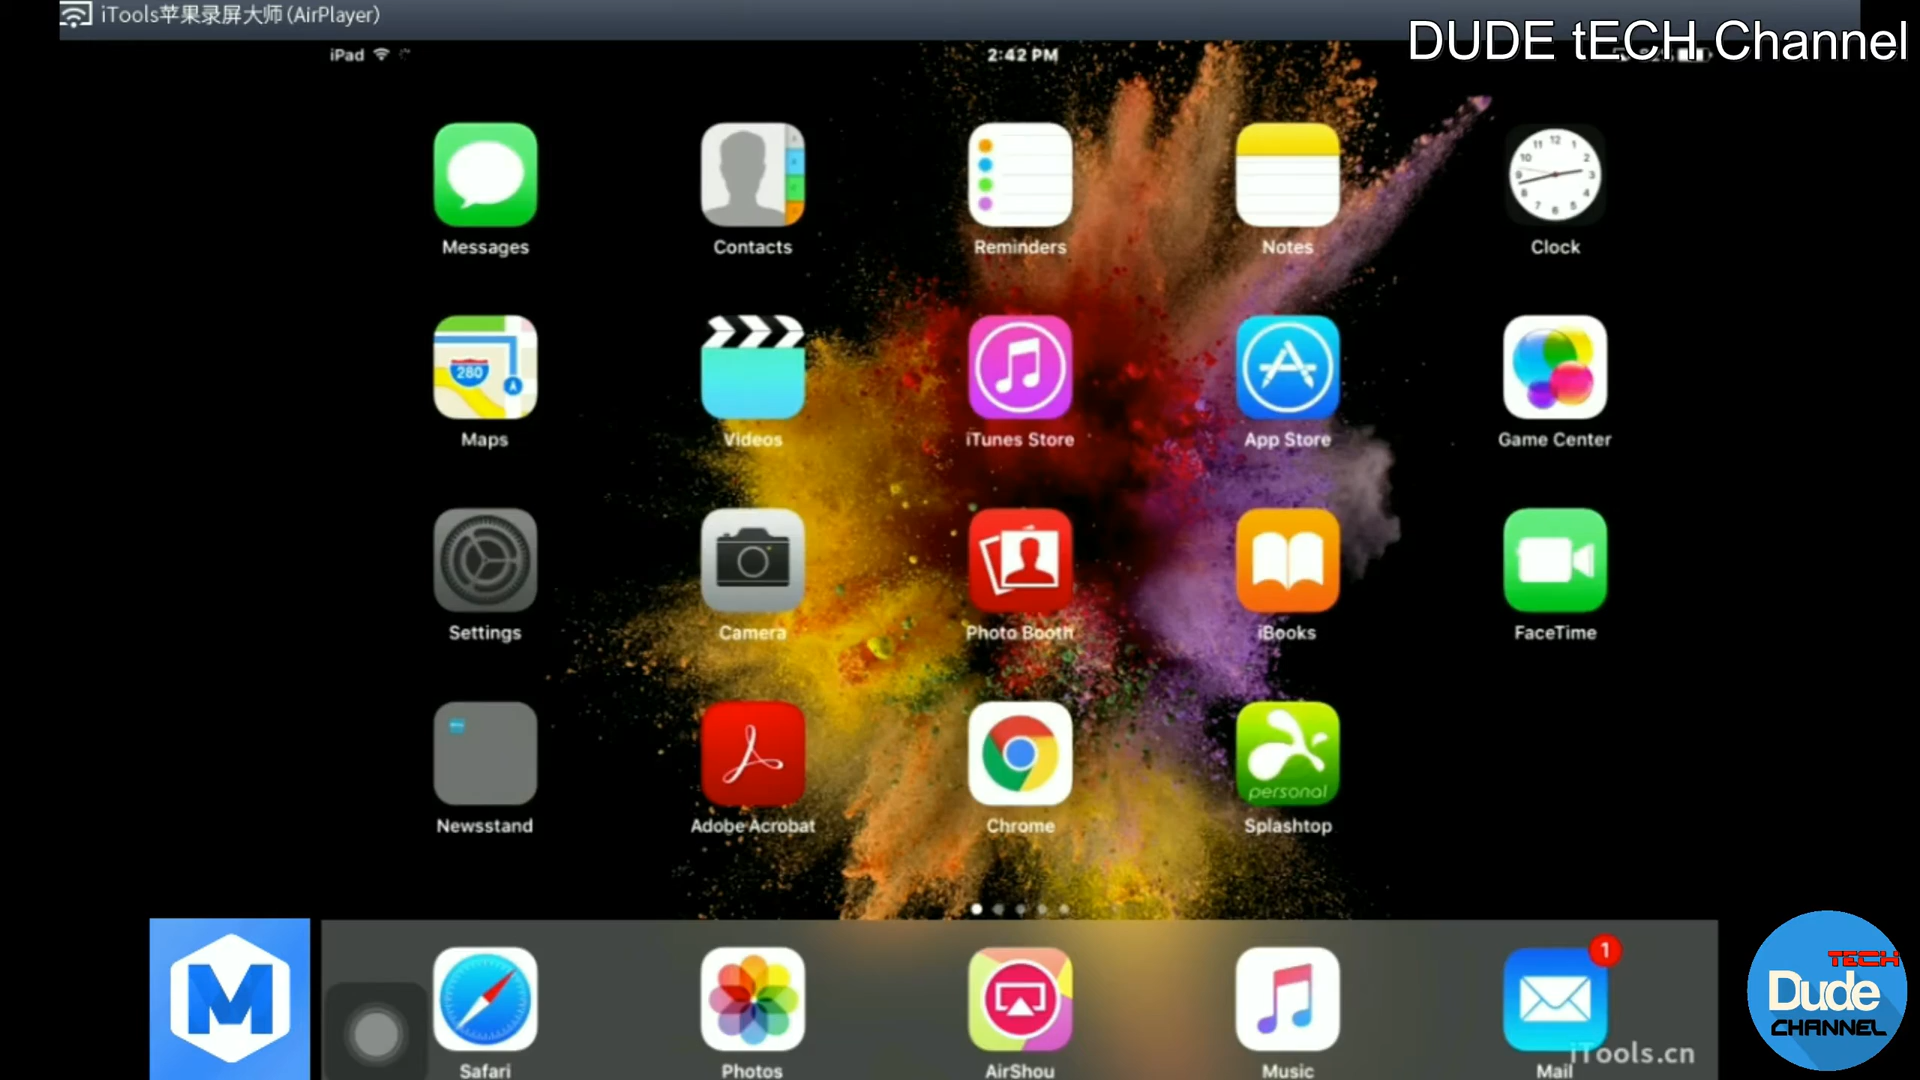 iTools苹果录屏大师(AirPlayer)
DUDE tECH Channel
iPad
2:42 PM
Messages
Contacts
Reminders
Notes
Clock
280
Maps
Videos
iTunes Store
App Store
Game Center
Settings
Camera
Photo Booth
iBooks
FaceTime
personal
Newsstand
Adobe Acrobat
Chrome
Splashtop
M
1
TECH
Dude
CHANNEL
iTools.cn
Safari
Photos
AirShou
Music
Mail